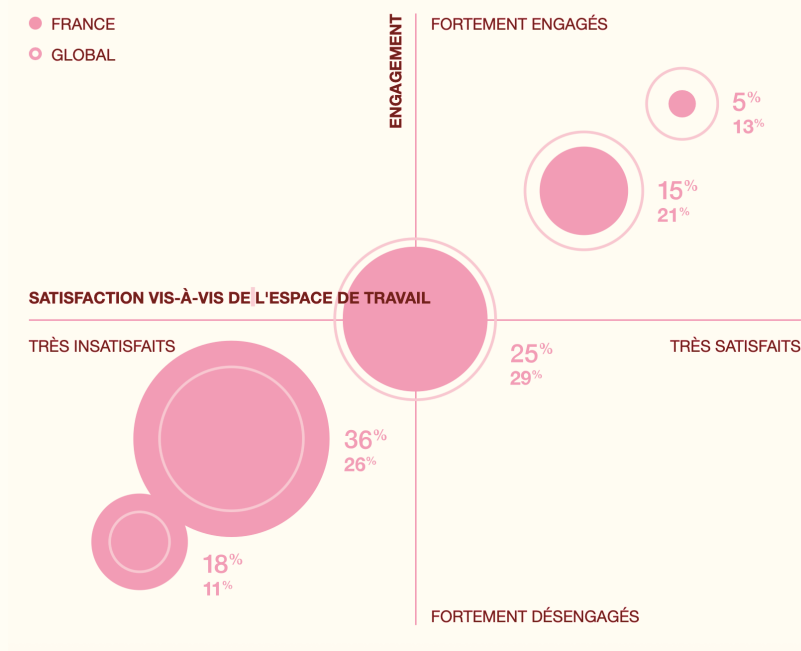 FRANCE
GLOBAL
ENGAGEMENT
FORTEMENT ENGAGÉS
5%
13%
15%
21%
SATISFACTION VIS-À-VIS DE L'ESPACE DE TRAVAIL
TRÈS INSATISFAITS
TRÈS SATISFAITS
25%
29%
36%
26%
18%
11%
FORTEMENT DÉSENGAGÉS